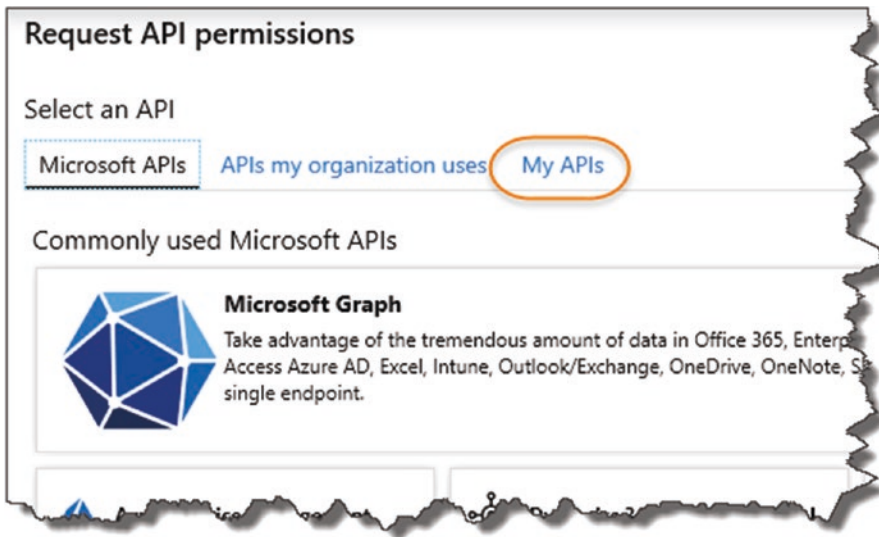 Request API permissions
Select an API
Microsoft APIs APIs my organization uses My APIs
Commonly used Microsoft APIs
Microsoft Graph
Take advantage of the tremendous amount of data in Office 365,
Access Azure AD, Excel, Intune, Outlook/Exchange, OneDrive, OneNote,
single endpoint.